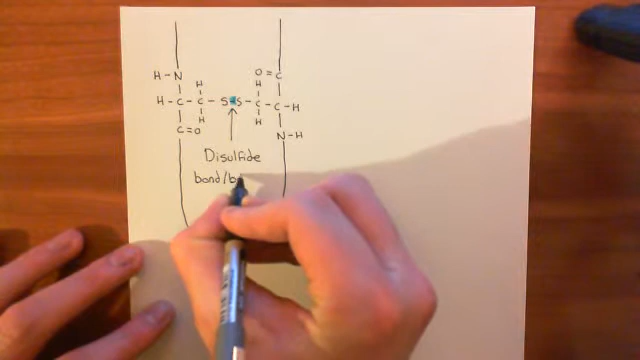 H-N
O=C
H
H
H-C-C-S-S-C-C-H
H
H
C=O
N-H
Disulfide
bond/b